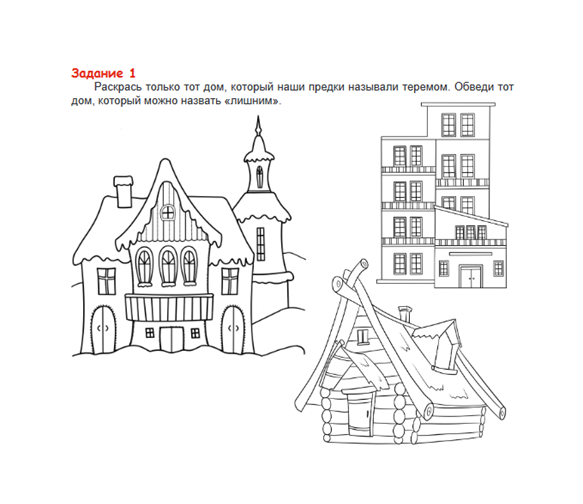 Задание 1
Раскрась только тот дом, который наши предки называли теремом. Обведи тот
дом, который можно назвать «лишним».